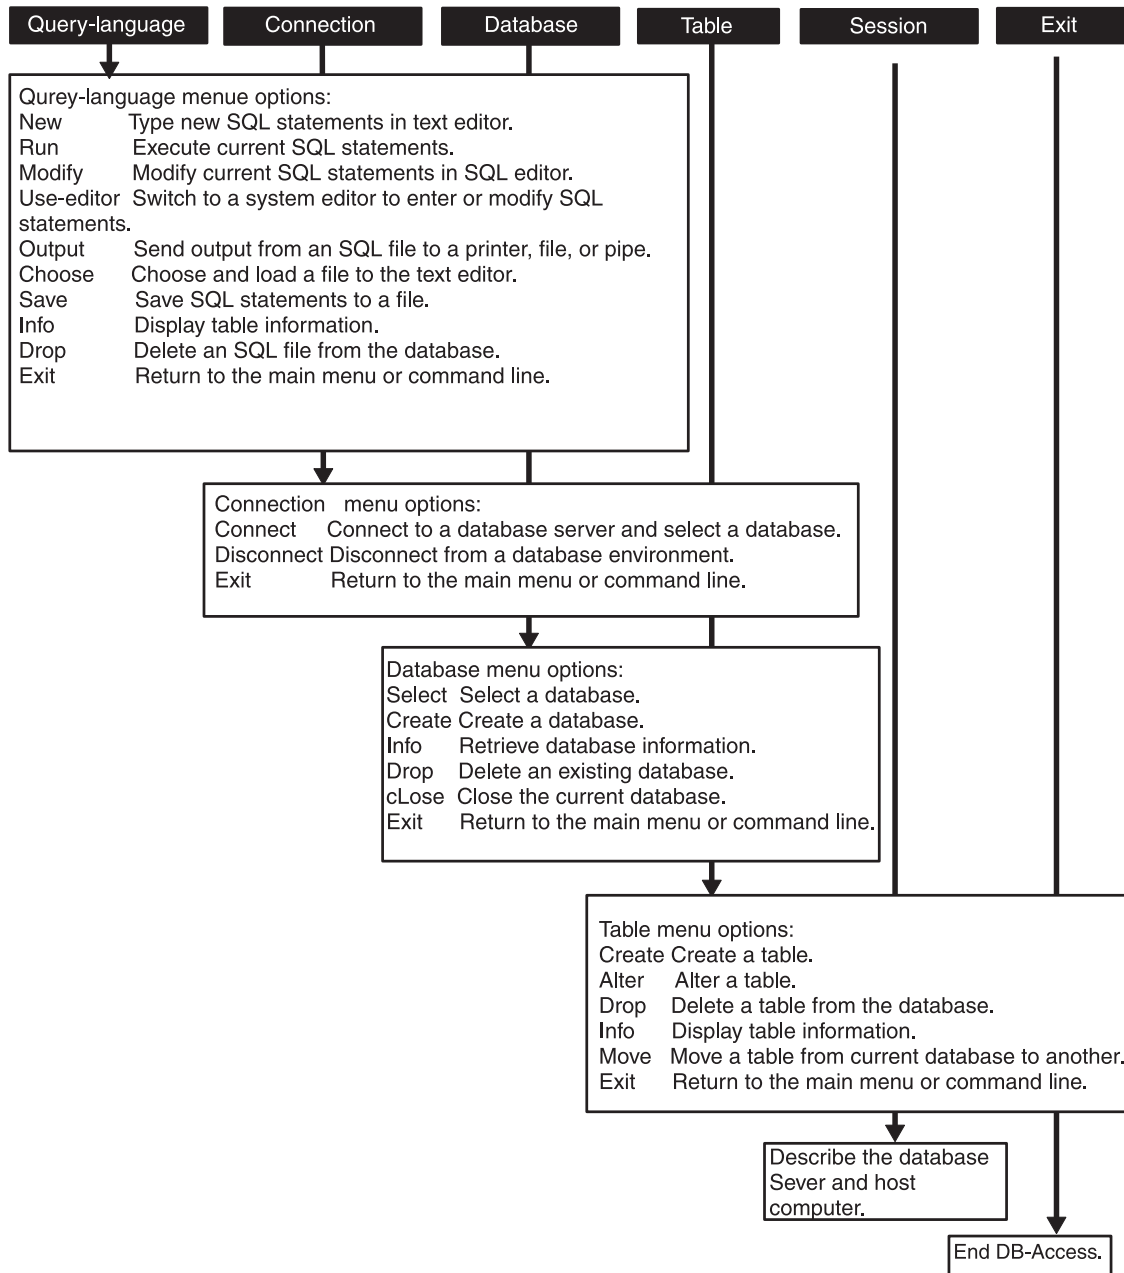 Query-language Connection Database Table Session Exit
Qurey-language menue options:
New Type new SQL statements in text editor.
Run Execute current SQL statements.
Modify Modify current SQL statements in SQL editor.
Use-editor Switch to a system editor to enter or modify SQL
statements.
Output Send output from an SQL file to a printer, file, or pipe.
Choose Choose and load a file to the text editor.
Save Save SQL statements to a file.
Info Display table information.
Drop Delete an SQL file from the database.
Exit Return to the main menu or command line.
Connection menu options:
Connect Connect to a database server and select a database.
Disconnect Disconnect from a database environment.
Exit Return to the main menu or command line.
Database menu options:
Select Select a database.
Create Create a database.
Info Retrieve database information.
Drop Delete an existing database.
cLose Close the current database.
Exit Return to the main menu or command line.
Table menu options:
Create Create a table.
Alter Alter a table.
Drop Delete a table from the database.
Info Display table information.
Move Move a table from current database to another.
Exit Return to the main menu or command line.
Describe the database
Sever and host
computer.
End DB-Access.